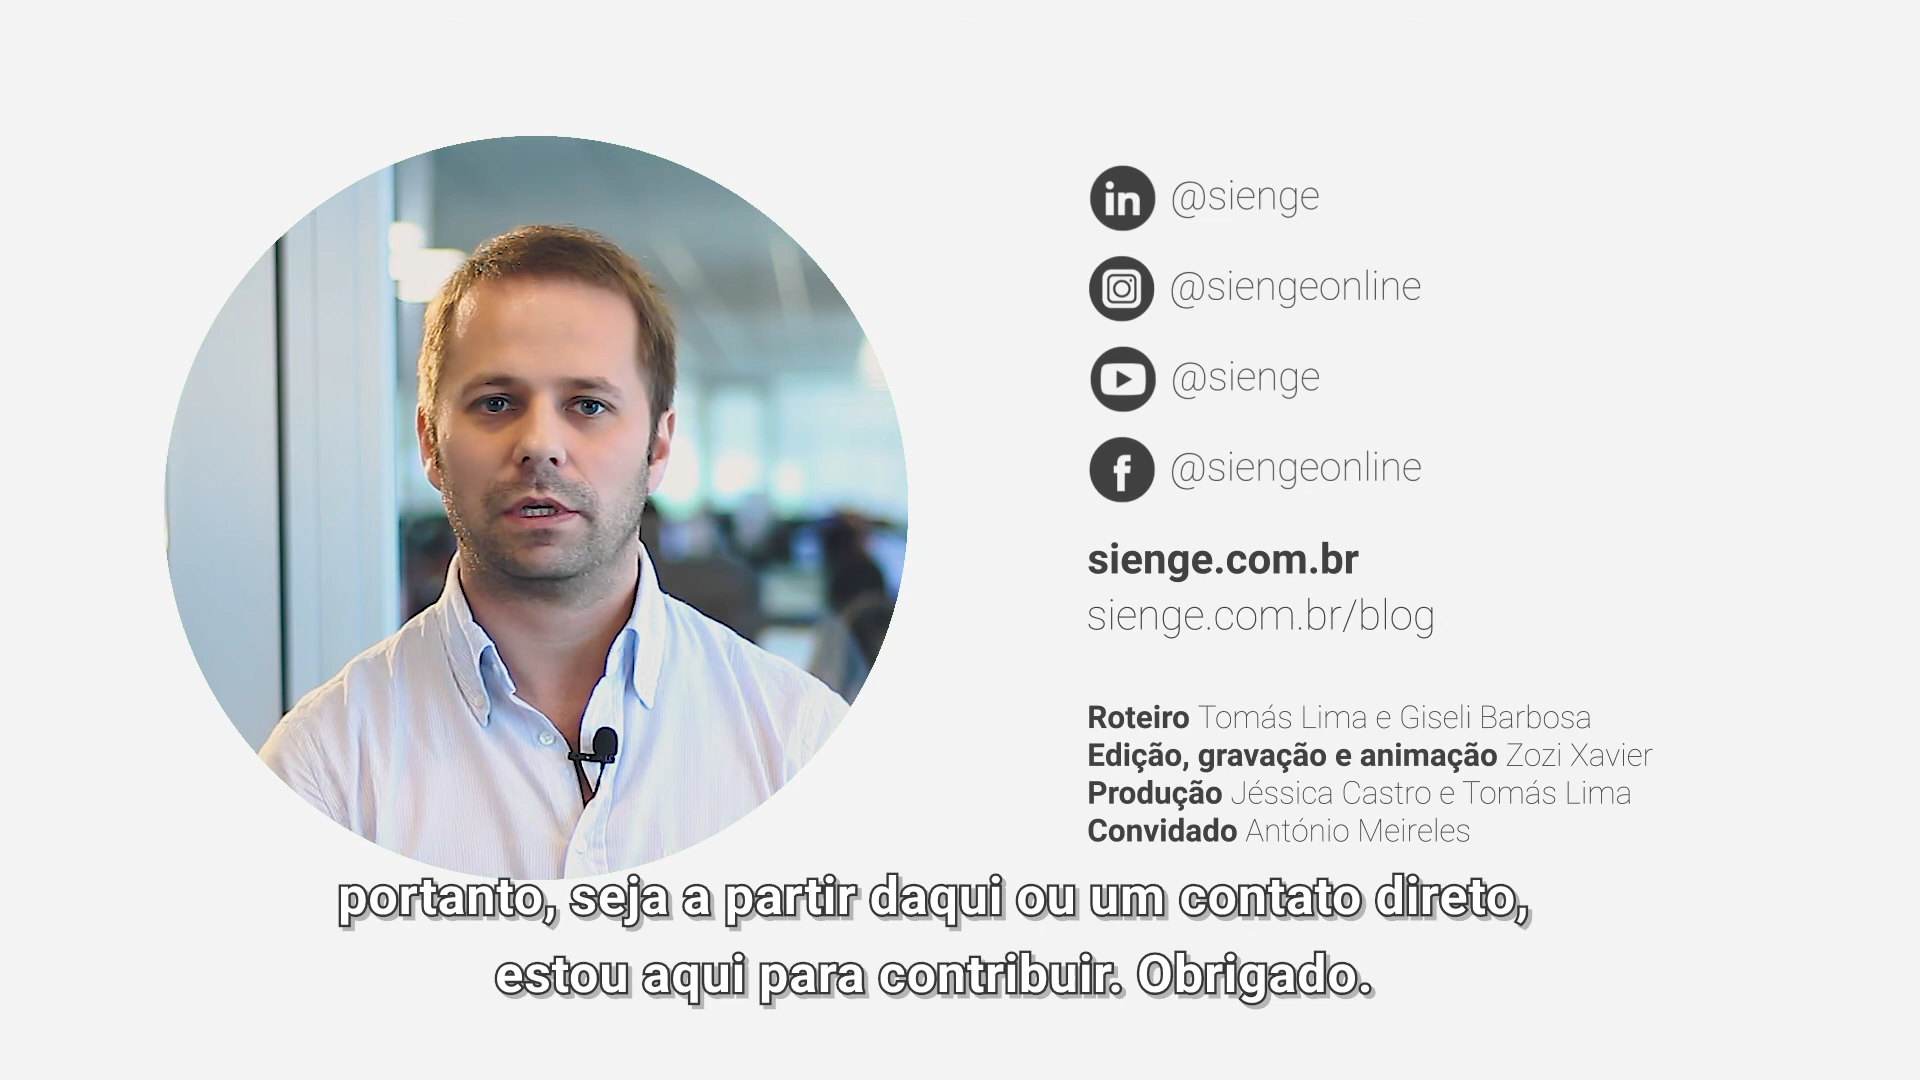 @sienge
@siengeonline
@sienge
@siengeonline
sienge.com.br
sienge.com.br/blog
Roteiro Tomás Lima e Giseli Barbosa
Edição, gravação e animação Zozi Xavier
Produção Jéssica Castro e Tomás Lima
Convidado António Meireles
portanto, seja a partir daqui ou um contato direto,
estou aqui para contribuir. Obrigado.